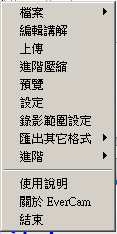 檔案
編輯講解
上傳
進階壓縮
預覽
設定
錄影範圍設定
匯出其它格式
進階
使用說明
關於 EverCam
結束